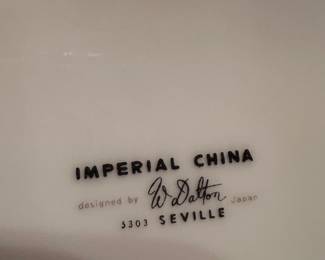 IMPERIAL CHINA
designed by W. Dalton Japan
5303 SEVILLE